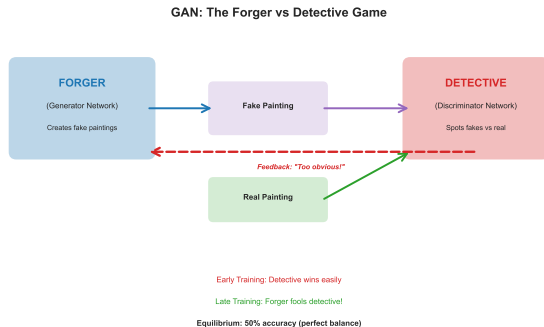 GAN: The Forger vs Detective Game
FORGER
(Generator Network)
Creates fake paintings
Fake Painting
DETECTIVE
(Discriminator Network)
Spots fakes vs real
Feedback: "Too obvious!"
Real Painting
Early Training: Detective wins easily
Late Training: Forger fools detective!
Equilibrium: 50% accuracy (perfect balance)